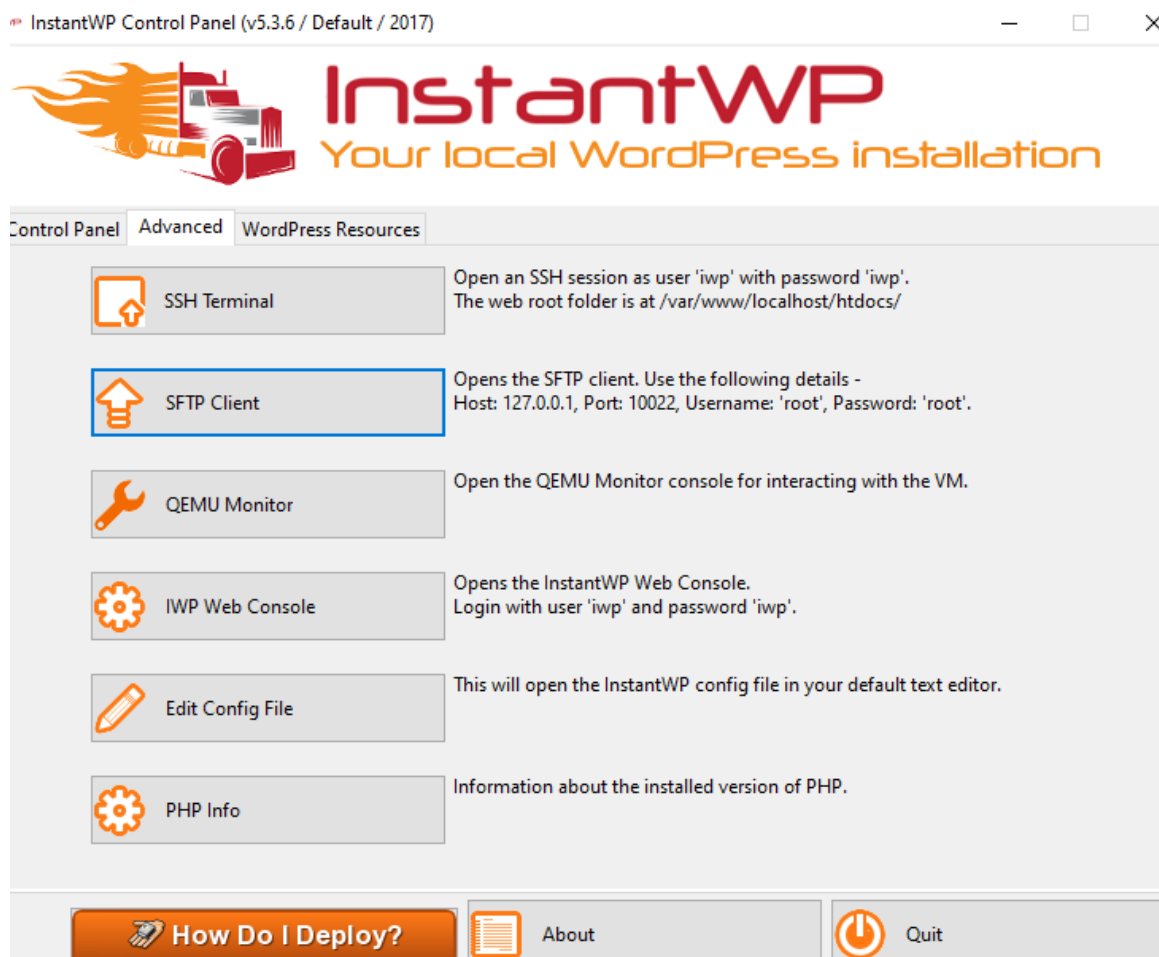 InstantWP Control Panel (v5.3.6 / Default / 2017)
InstantWP
Your local WordPress installation
Control Panel
Advanced
WordPress Resources
SSH Terminal
Open an SSH session as user 'iwp' with password 'iwp'.
The web root folder is at /var/www/localhost/htdocs/
SFTP Client
Opens the SFTP client. Use the following details -
Host: 127.0.0.1, Port: 10022, Username: 'root', Password: 'root'.
QEMU Monitor
Open the QEMU Monitor console for interacting with the VM.
IWP Web Console
Opens the InstantWP Web Console.
Login with user 'iwp' and password 'iwp'.
Edit Config File
This will open the InstantWP config file in your default text editor.
PHP Info
Information about the installed version of PHP.
How Do I Deploy?
About
Quit